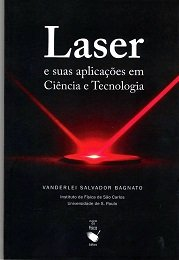 Laser
e suas aplicações em
Ciência e Tecnologia
VANDERLEI SALVADOR BAGNATO
Instituto de Física de São Carlos
Universidade de S. Paulo